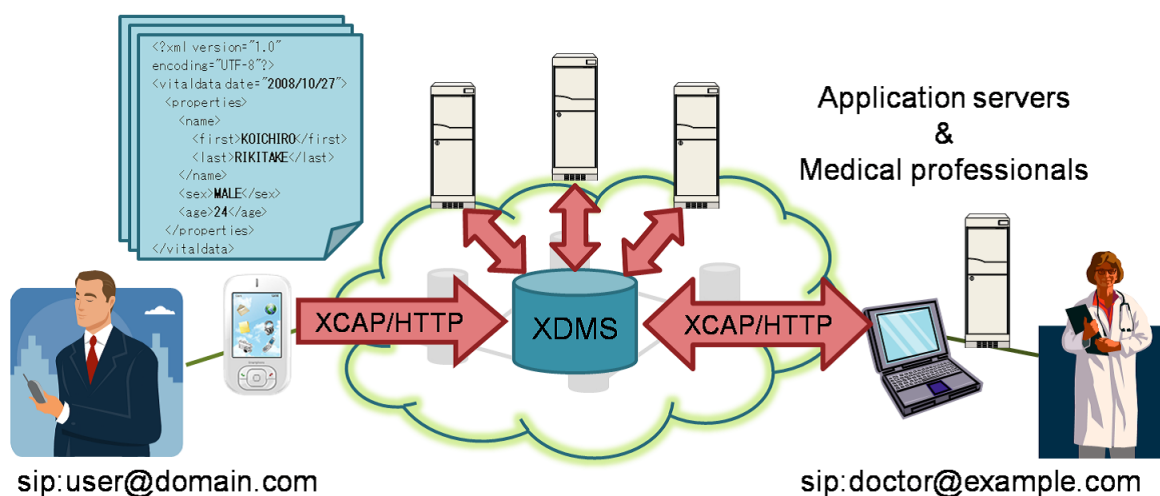 <?xml version="1.0"
encoding="UTF-8"?>
<vitaldata date="2008/10/27">
<properties>
<name>
<first>KOICHIRO</first>
<last>RIKITAKE</last>
</name>
<sex>MALE</sex>
<age>24</age>
</properties>
</vitaldata>
Application servers
&
Medical professionals
XCAP/HTTP
XDMS
XCAP/HTTP
sip:user@domain.com
sip:doctor@example.com